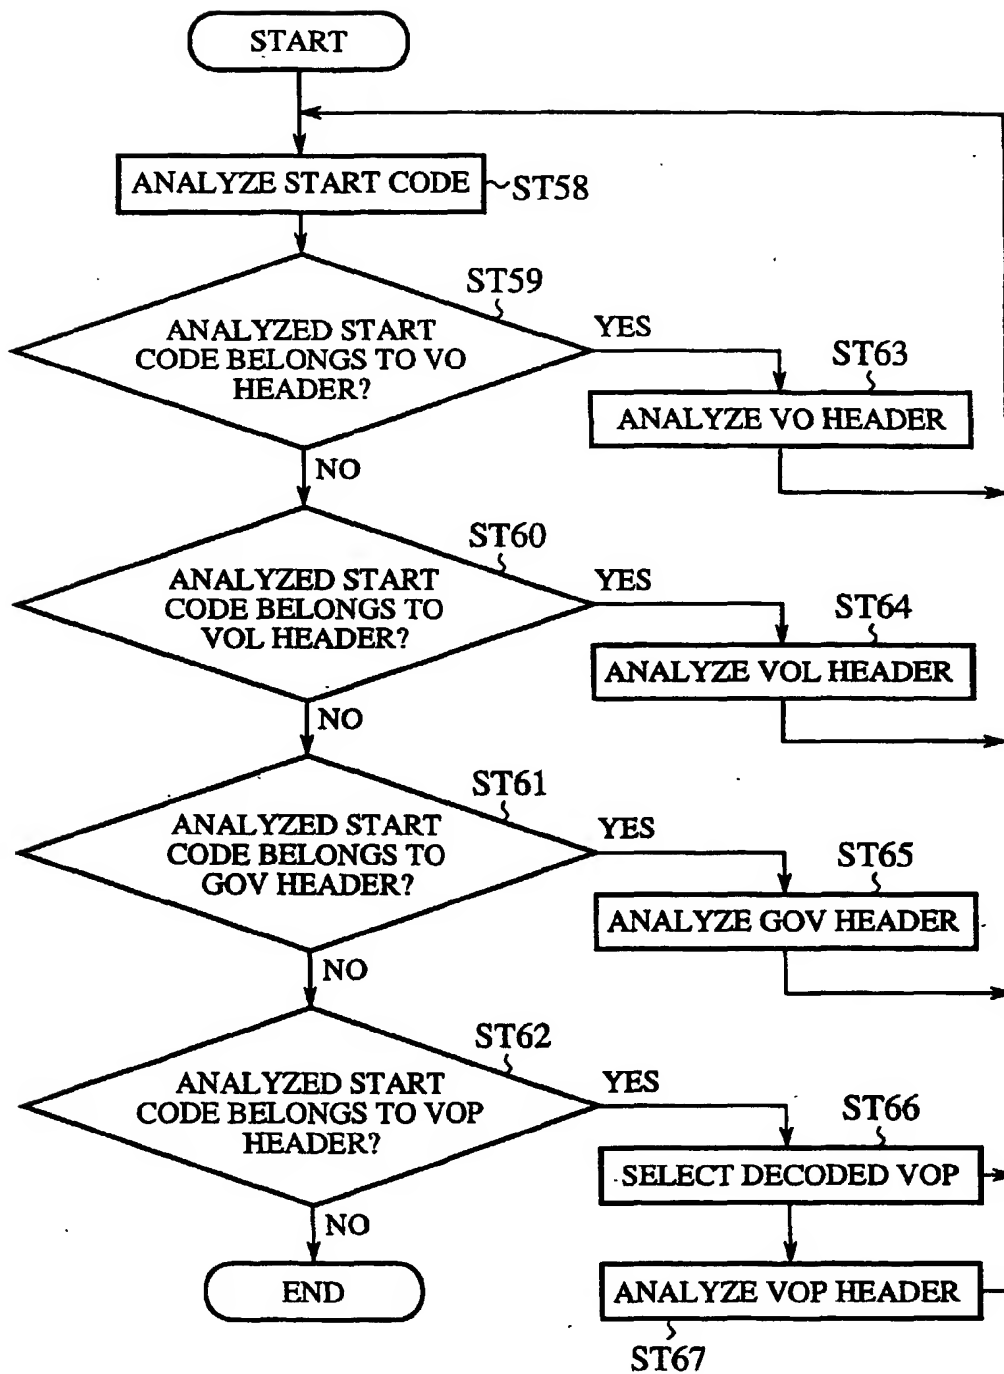 START
ANALYZE START CODE
ST58
ST59
ANALYZED START
CODE BELONGS TO VO
HEADER?
YES
ST63
ANALYZE VO HEADER
NO
ST60
ANALYZED START
CODE BELONGS TO
VOL HEADER?
YES
ST64
ANALYZE VOL HEADER
NO
ST61
ANALYZED START
CODE BELONGS TO
GOV HEADER?
YES
ST65
ANALYZE GOV HEADER
NO
ST62
ANALYZED START
CODE BELONGS TO VOP
HEADER?
YES
ST66
SELECT DECODED VOP
NO
END
ANALYZE VOP HEADER
ST67